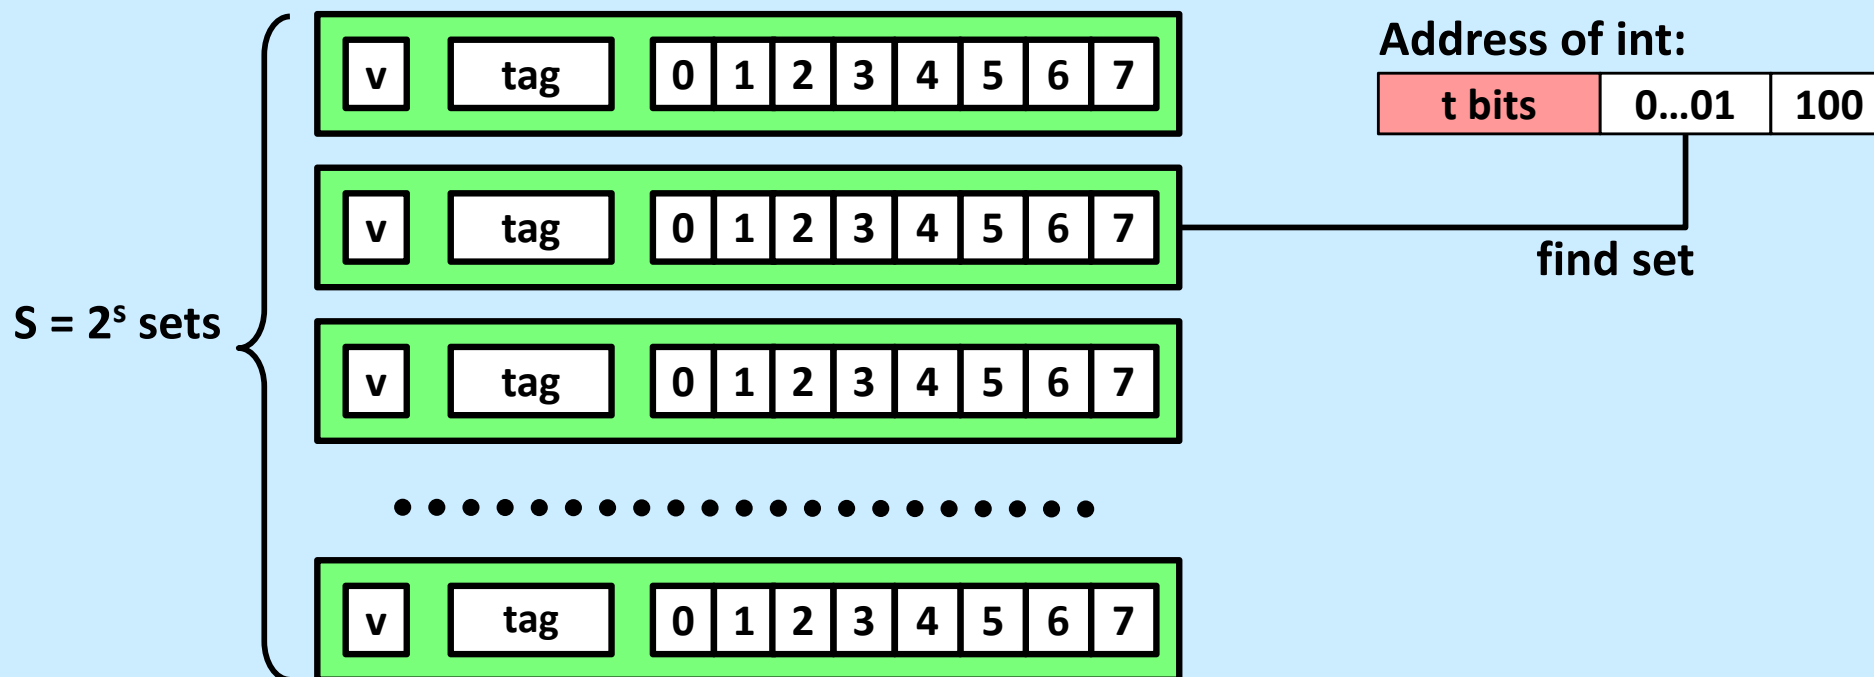 v tag 0 1 2 3 4 5 6 7
Address of int:
t bits 0...01 100
v tag 0 1 2 3 4 5 6 7
find set
S = 2ˢ sets
v tag 0 1 2 3 4 5 6 7
v tag 0 1 2 3 4 5 6 7